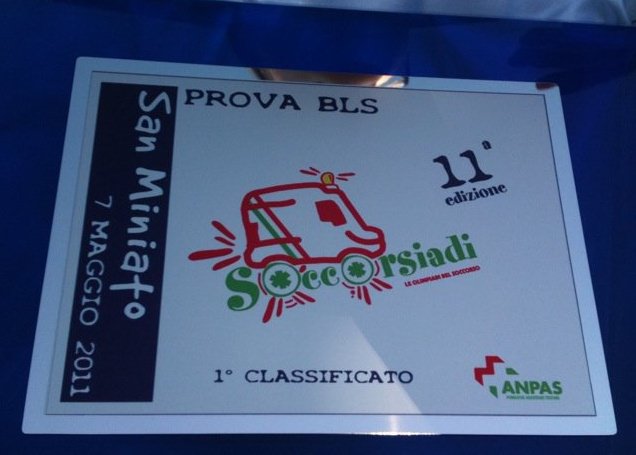 San Miniato
7 MAGGIO 2011
PROVA BLS
11ª
edizione
Soccorsiadi
LE OLIMPIADI DEL SOCCORSO
1° CLASSIFICATO
ANPAS